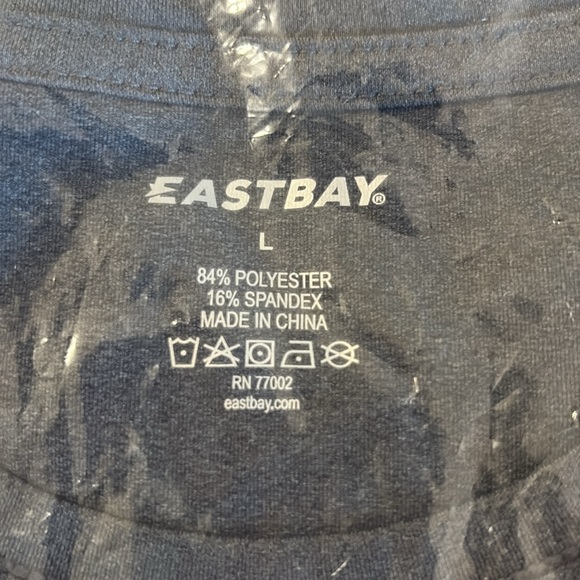 EASTBAY®
L
84% POLYESTER
16% SPANDEX
MADE IN CHINA
RN 77002
eastbay.com